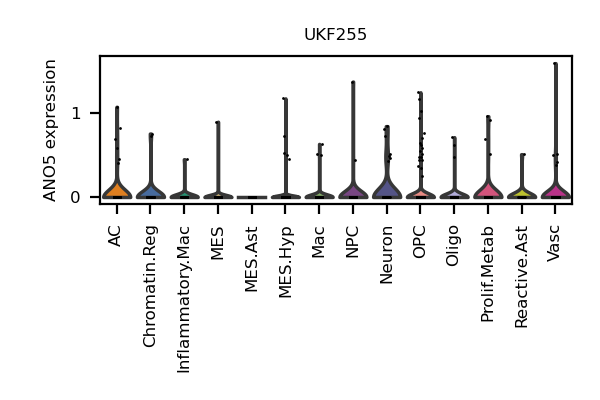 UKF255
ANO5 expression
1
0
AC
Chromatin.Reg
Inflammatory.Mac
MES
MES.Ast
MES.Hyp
Mac
NPC
Neuron
OPC
Oligo
Prolif.Metab
Reactive.Ast
Vasc